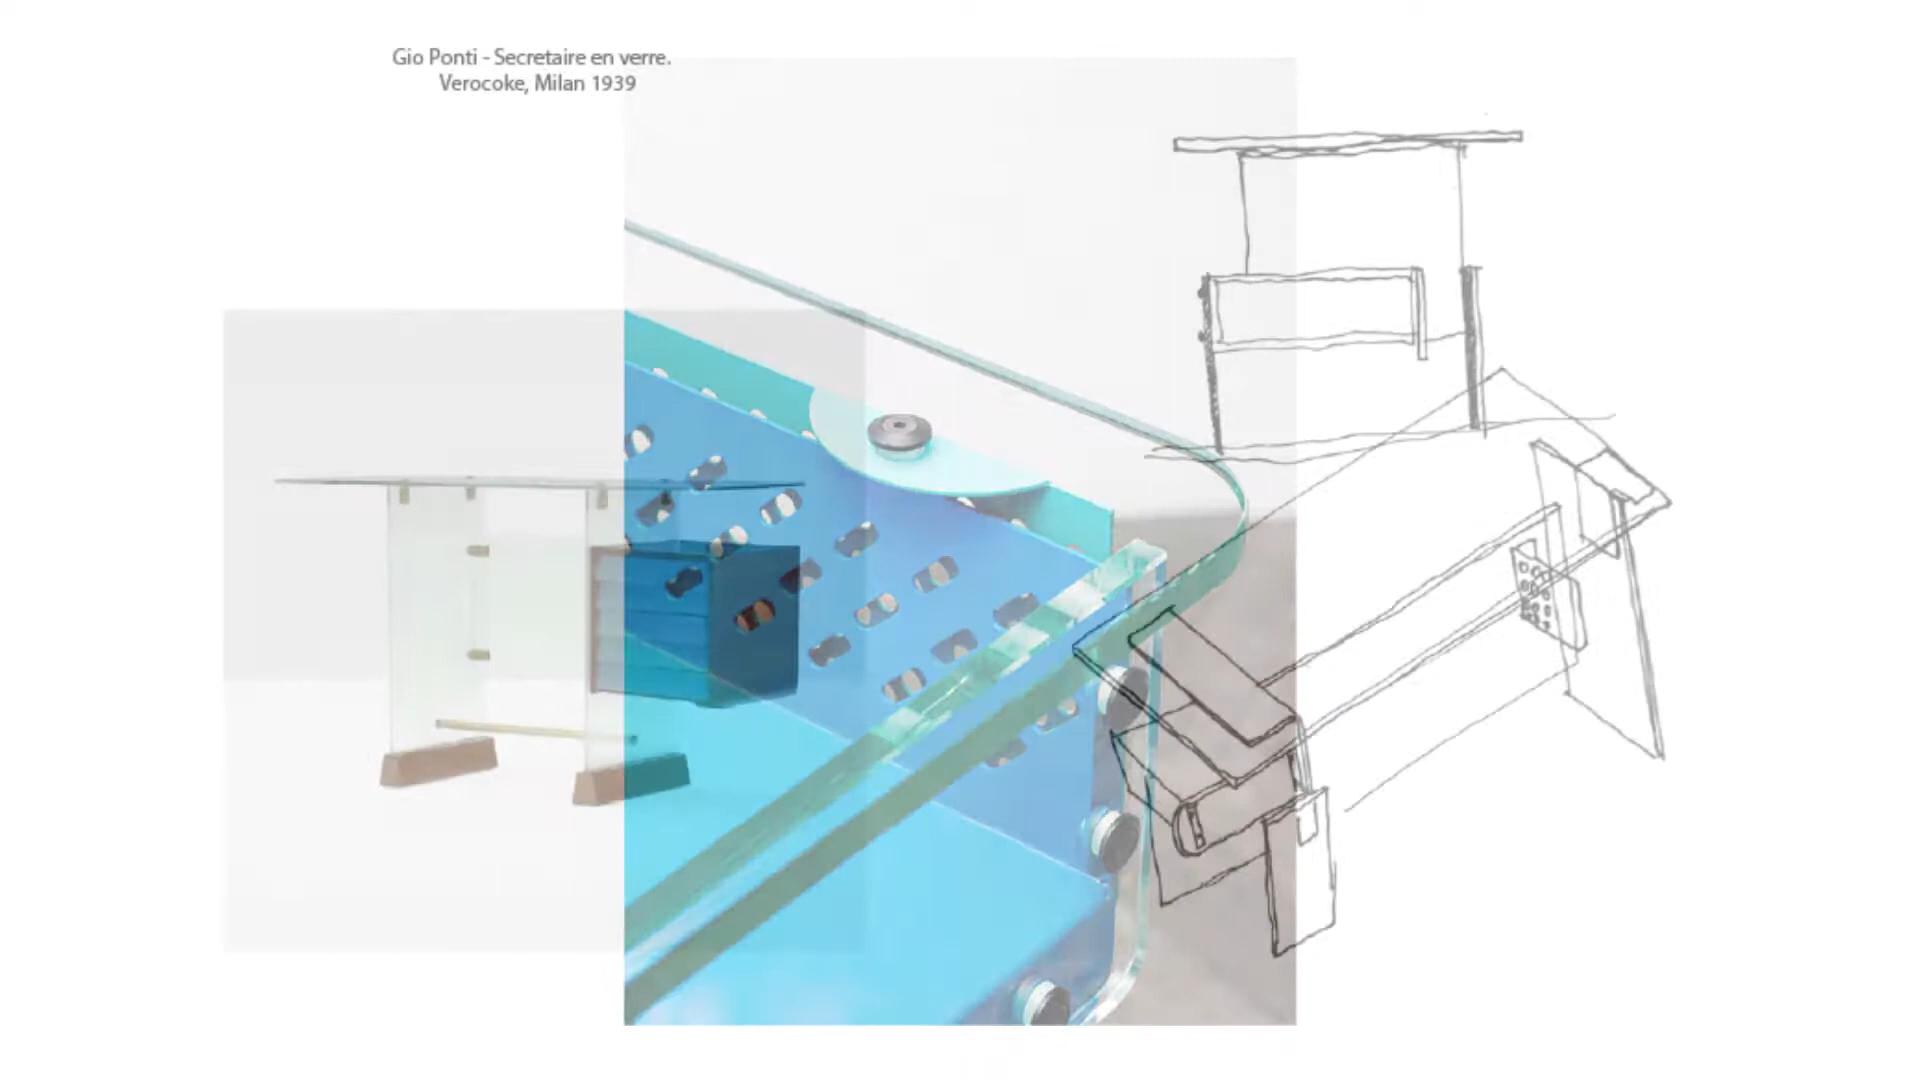 Gio Ponti - Secretaire en verre.
Verocoke, Milan 1939